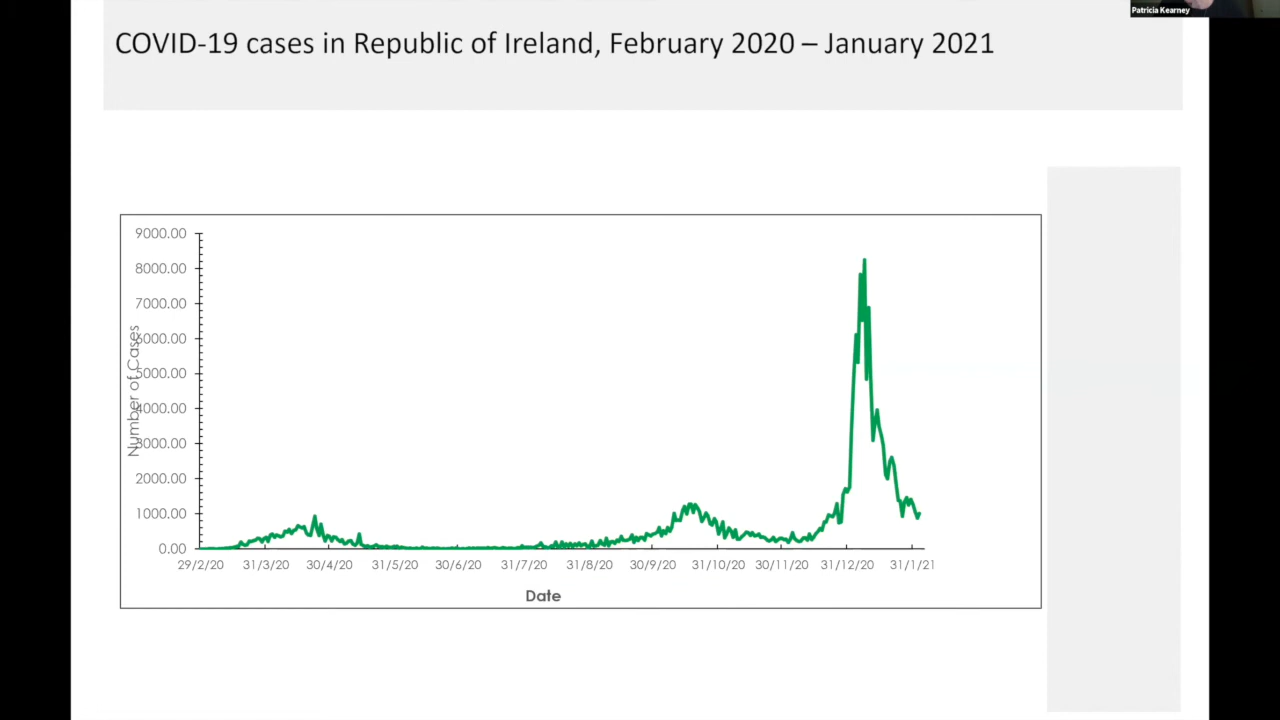 Patricia Kearney
COVID-19 cases in Republic of Ireland, February 2020 – January 2021
9000.00
8000.00
7000.00
6000.00
5000.00
4000.00
3000.00
2000.00
1000.00
0.00
Number of Cases
29/2/20 31/3/20 30/4/20 31/5/20 30/6/20 31/7/20 31/8/20 30/9/20 31/10/20 30/11/20 31/12/20 31/1/21
Date